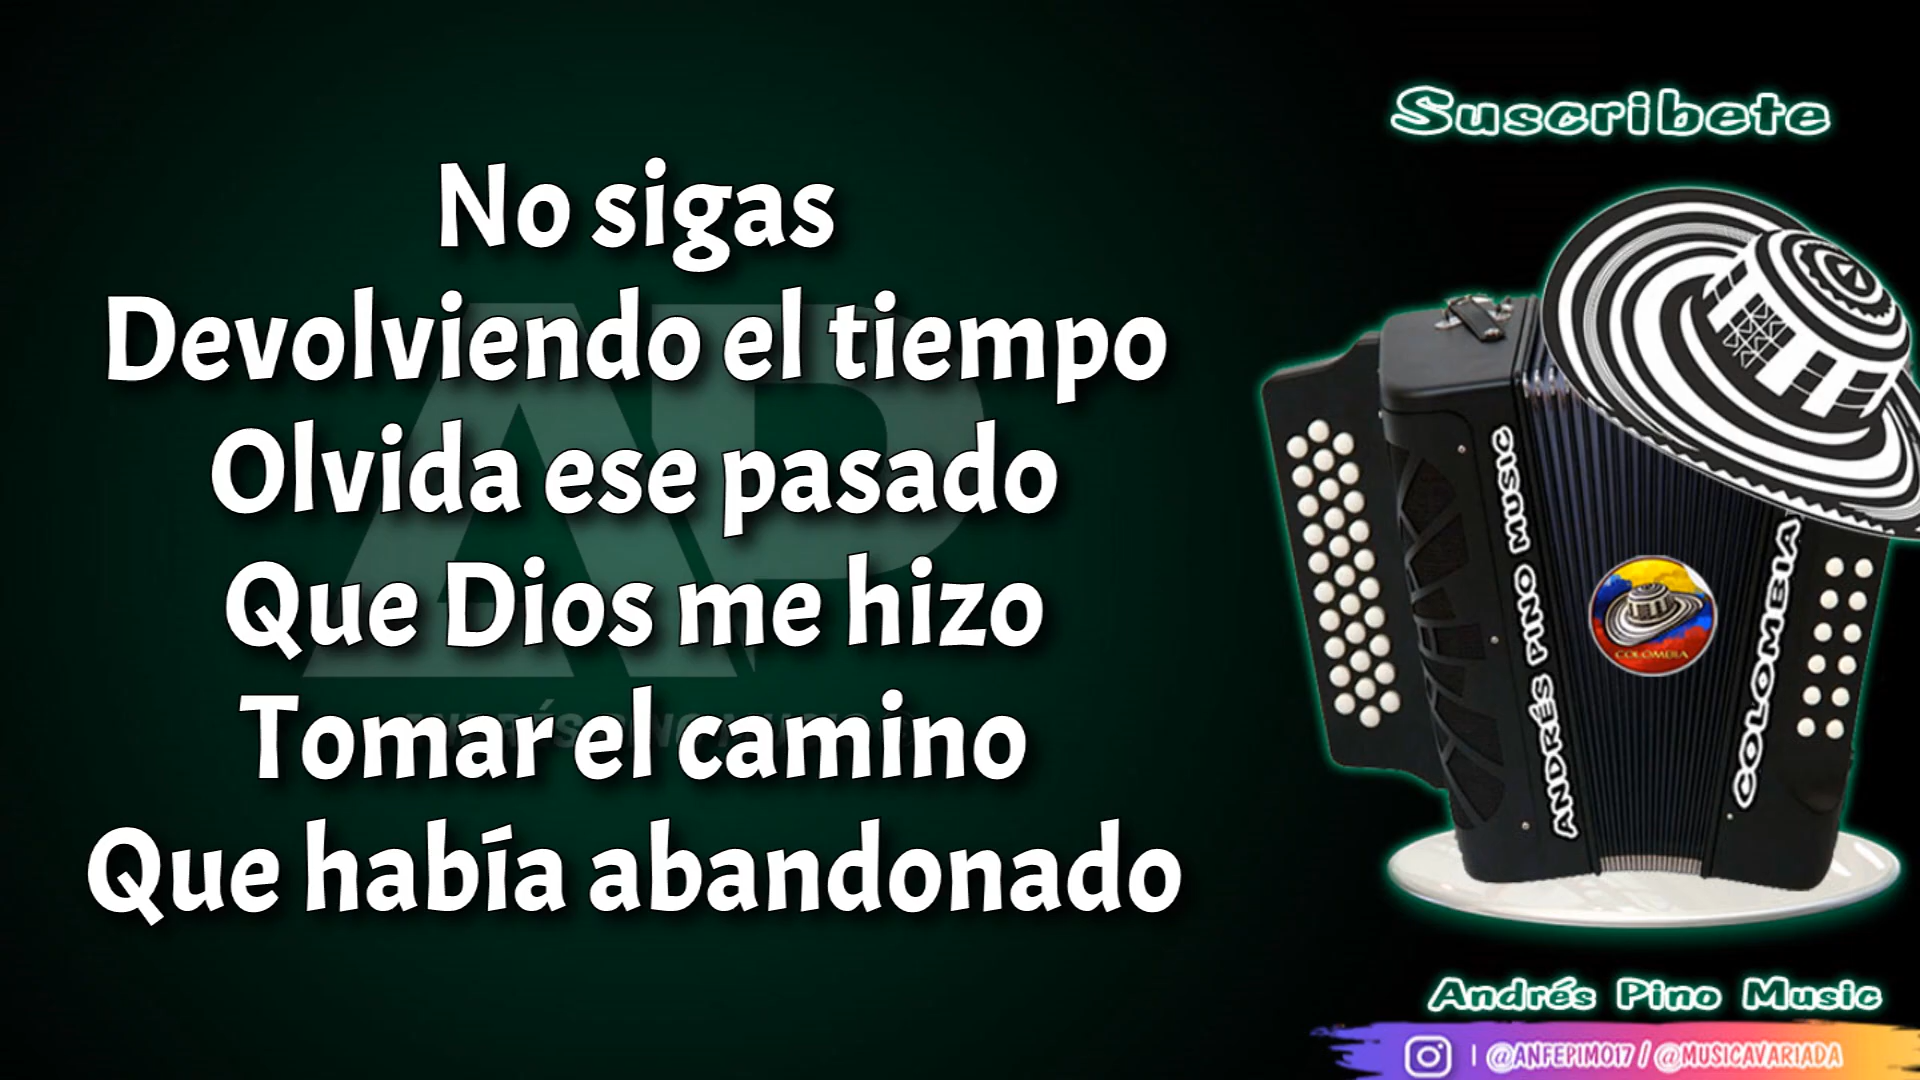 Suscribete
No sigas
Devolviendo el tiempo
Olvida ese pasado
Que Dios me hizo
Tomar el camino
Que había abandonado
AP
ANDRÉS PINO MUSIC
COLOMBIA
COLOMBIA
Andrés Pino Music
| @ANFEPIMO17 / @MUSICAVARIADA